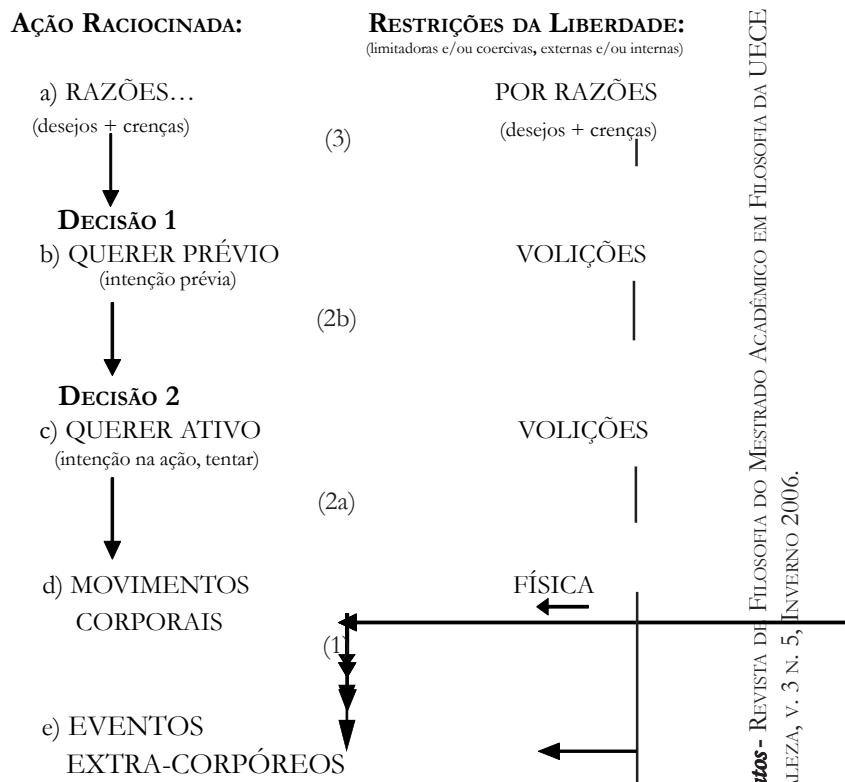 AÇÃO RACIOCINADA:
RESTRIÇÕES DA LIBERDADE:
(limitadoras e/ou coercivas, externas e/ou internas)
a) RAZÕES…
(desejos + crenças)
(3)
POR RAZÕES
(desejos + crenças)
DECISÃO 1
b) QUERER PRÉVIO
(intenção prévia)
VOLIÇÕES
(2b)
DECISÃO 2
c) QUERER ATIVO
(intenção na ação, tentar)
VOLIÇÕES
(2a)
d) MOVIMENTOS
CORPORAIS
FÍSICA
(1)
e) EVENTOS
EXTRA-CORPÓREOS
tos - REVISTA DE FILOSOFIA DO MESTRADO ACADÊMICO EM FILOSOFIA DA UECE
LEZA, V. 3 N. 5, INVERNO 2006.